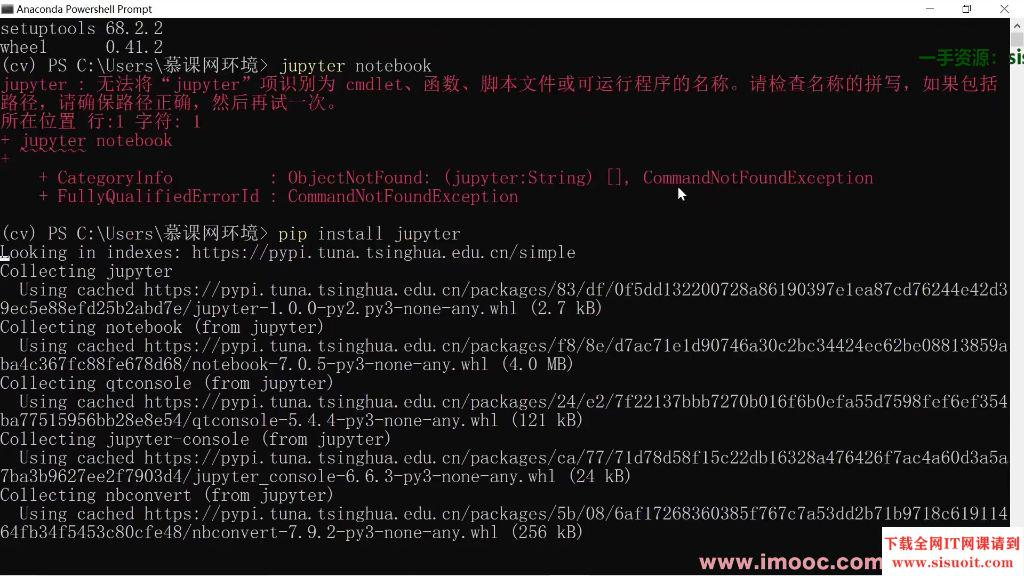 Anaconda Powershell Prompt
setuptools 68.2.2
wheel      0.41.2
(cv) PS C:\Users\慕课网环境> jupyter notebook
一手资源：sis
jupyter : 无法将“jupyter”项识别为 cmdlet、函数、脚本文件或可运行程序的名称。请检查名称的拼写，如果包括
路径，请确保路径正确，然后再试一次。
所在位置 行:1 字符: 1
+ jupyter notebook
+ ~~~~~~~
    + CategoryInfo          : ObjectNotFound: (jupyter:String) [], CommandNotFoundException
    + FullyQualifiedErrorId : CommandNotFoundException
(cv) PS C:\Users\慕课网环境> pip install jupyter
Looking in indexes: https://pypi.tuna.tsinghua.edu.cn/simple
Collecting jupyter
  Using cached https://pypi.tuna.tsinghua.edu.cn/packages/83/df/0f5dd132200728a86190397e1ea87cd76244e42d3
9ec5e88efd25b2abd7e/jupyter-1.0.0-py2.py3-none-any.whl (2.7 kB)
Collecting notebook (from jupyter)
  Using cached https://pypi.tuna.tsinghua.edu.cn/packages/f8/8e/d7ac71e1d90746a30c2bc34424ec62be08813859a
ba4c367fc88fe678d68/notebook-7.0.5-py3-none-any.whl (4.0 MB)
Collecting qtconsole (from jupyter)
  Using cached https://pypi.tuna.tsinghua.edu.cn/packages/24/e2/7f22137bbb7270b016f6b0efa55d7598fef6ef354
ba77515956bb28e8e54/qtconsole-5.4.4-py3-none-any.whl (121 kB)
Collecting jupyter-console (from jupyter)
  Using cached https://pypi.tuna.tsinghua.edu.cn/packages/ca/77/71d78d58f15c22db16328a476426f7ac4a60d3a5a
7ba3b9627ee2f7903d4/jupyter_console-6.6.3-py3-none-any.whl (24 kB)
Collecting nbconvert (from jupyter)
  Using cached https://pypi.tuna.tsinghua.edu.cn/packages/5b/08/6af17268360385f767c7a53dd2b71b9718c619114
64fb34f5453c80cfe48/nbconvert-7.9.2-py3-none-any.whl (256 kB)
www.imooc.com
下载全网IT网课请到
www.sisuoit.com